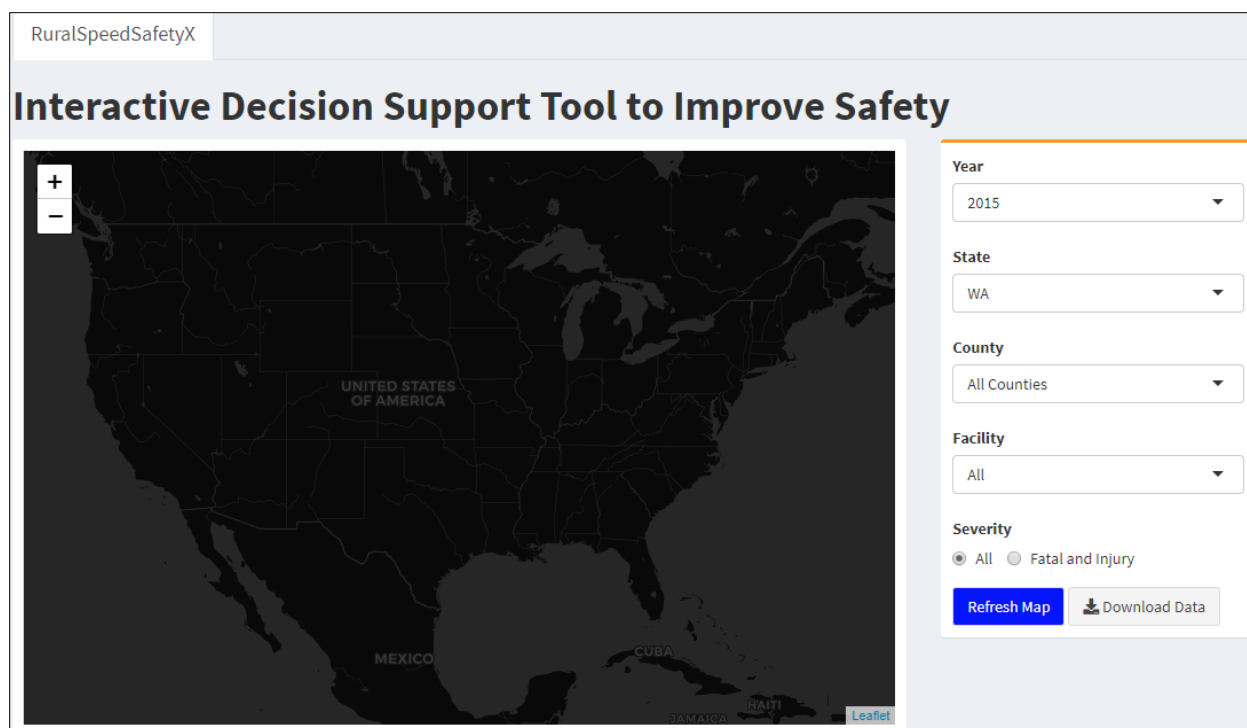 RuralSpeedSafetyX
Interactive Decision Support Tool to Improve Safety
+
−
UNITED STATES
OF AMERICA
MEXICO
CUBA
HAITI
JAMAICA
Leaflet
Year
2015
State
WA
County
All Counties
Facility
All
Severity
All Fatal and Injury
Refresh Map Download Data